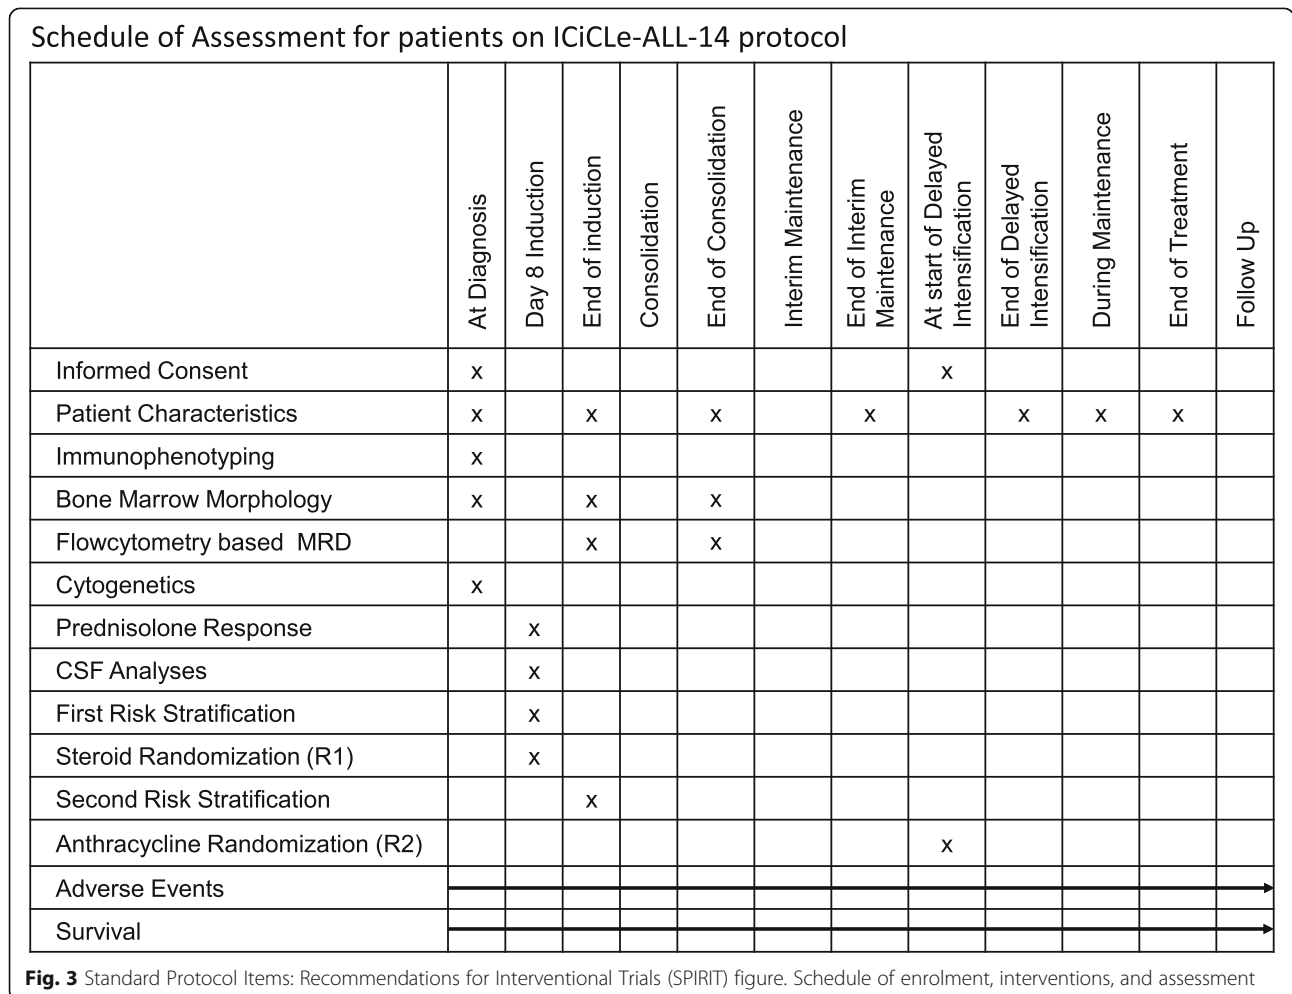 Schedule of Assessment for patients on ICiCLe-ALL-14 protocol
At Diagnosis
Day 8 Induction
End of induction
Consolidation
End of Consolidation
Interim Maintenance
End of Interim
Maintenance
At start of Delayed
Intensification
End of Delayed
Intensification
During Maintenance
End of Treatment
Follow Up
Informed Consent x x
Patient Characteristics x x x x x x x
Immunophenotyping x
Bone Marrow Morphology x x x
Flowcytometry based MRD x x
Cytogenetics x
Prednisolone Response x
CSF Analyses x
First Risk Stratification x
Steroid Randomization (R1) x
Second Risk Stratification x
Anthracycline Randomization (R2) x
Adverse Events
Survival
Fig. 3 Standard Protocol Items: Recommendations for Interventional Trials (SPIRIT) figure. Schedule of enrolment, interventions, and assessment